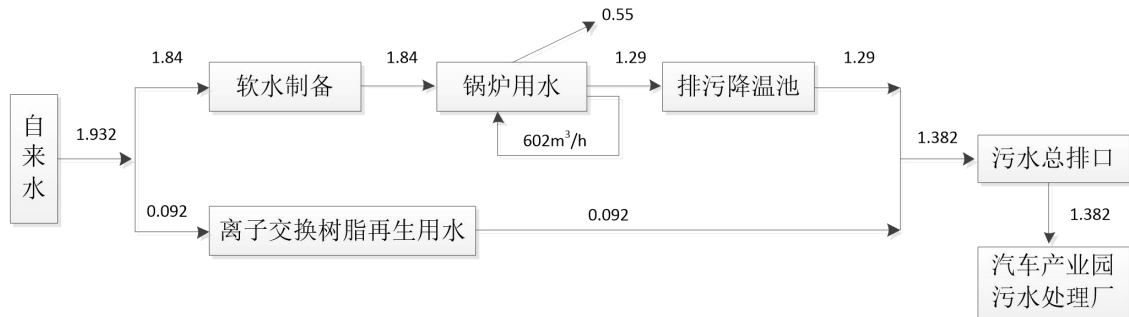 0.55
1.84
1.84
1.29
1.29
软水制备
锅炉用水
排污降温池
自来水
1.932
602m³/h
1.382
污水总排口
0.092
离子交换树脂再生用水
0.092
1.382
汽车产业园
污水处理厂